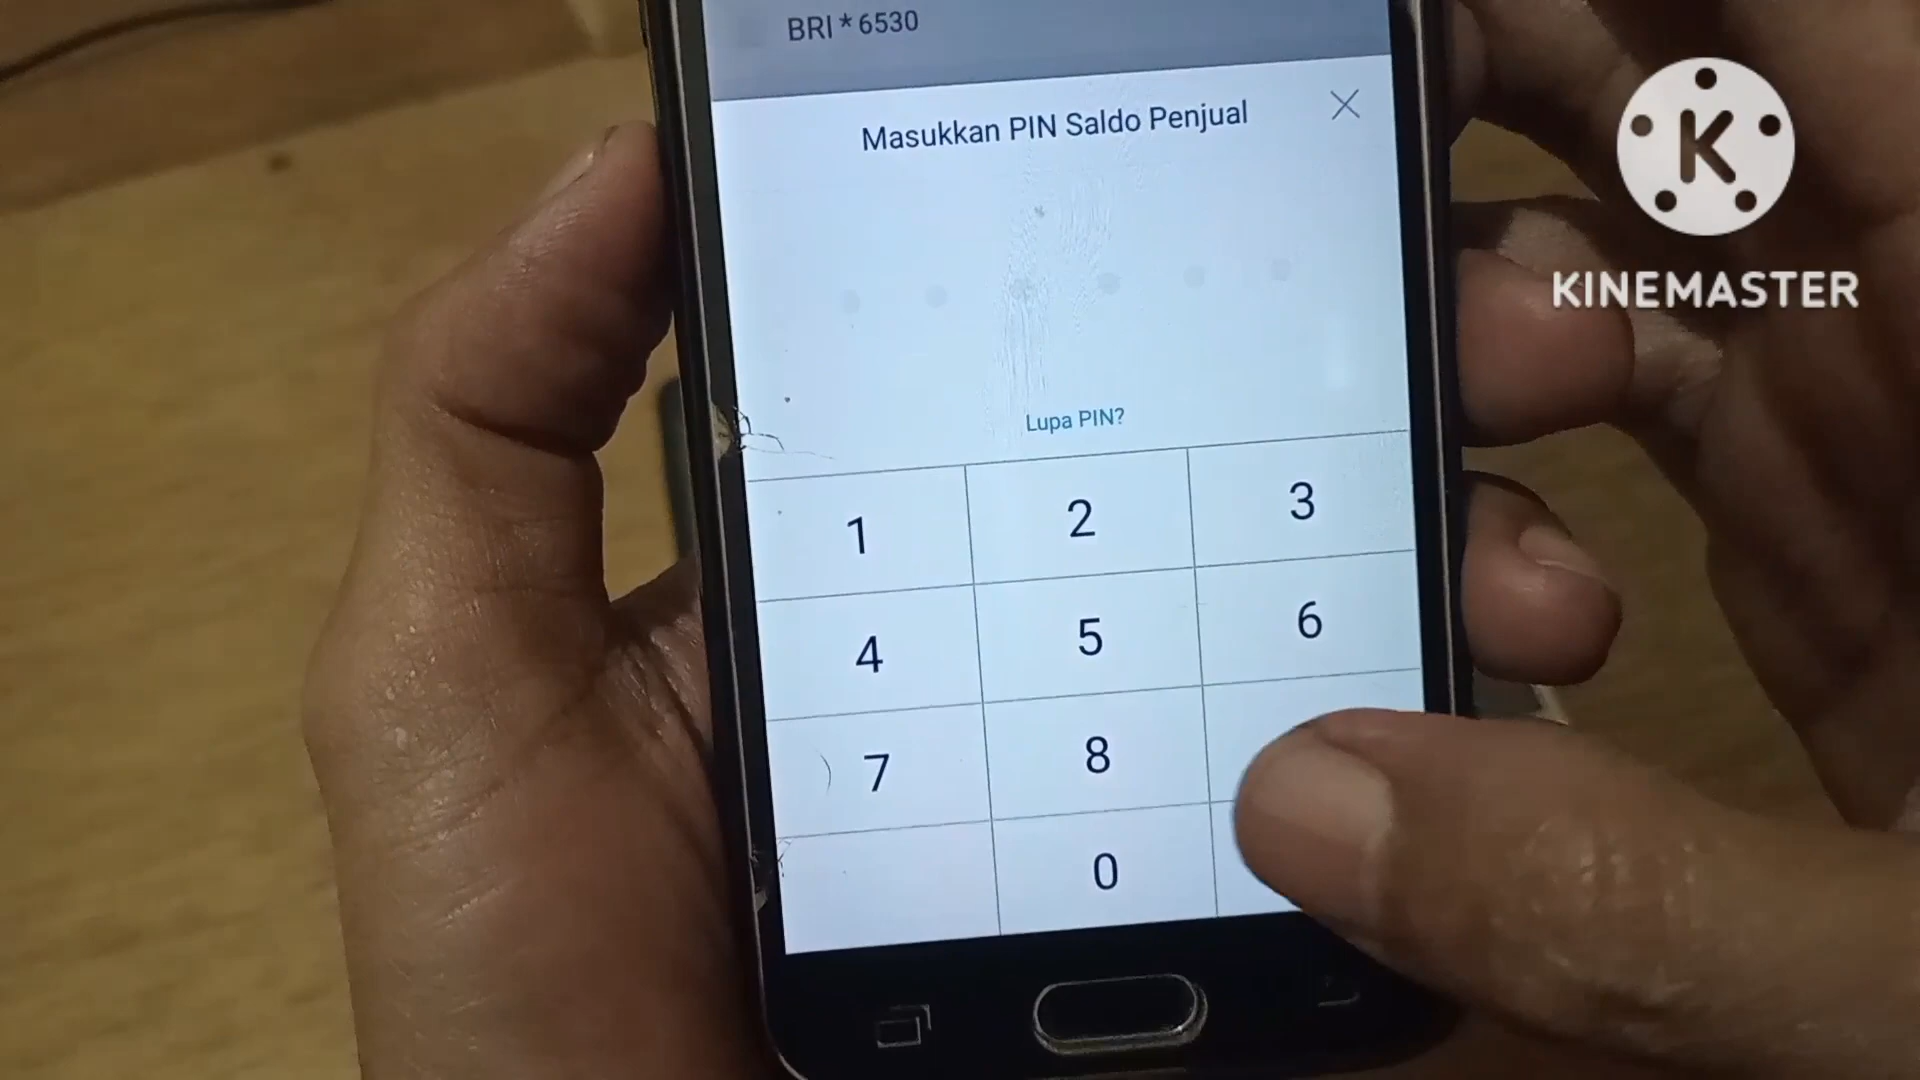 BRI * 6530
Masukkan PIN Saldo Penjual
K
KINEMASTER
Lupa PIN?
1 2 3
4 5 6
7 8
0